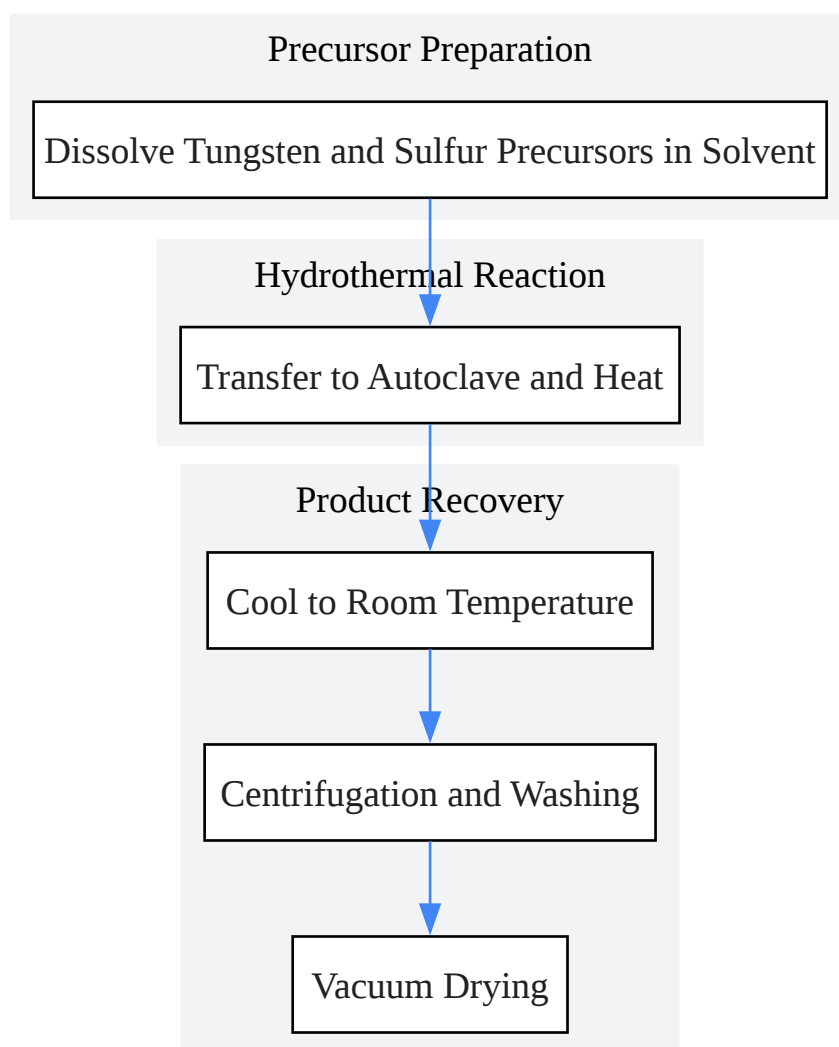 Precursor Preparation
Dissolve Tungsten and Sulfur Precursors in Solvent
Hydrothermal Reaction
Transfer to Autoclave and Heat
Product Recovery
Cool to Room Temperature
Centrifugation and Washing
Vacuum Drying